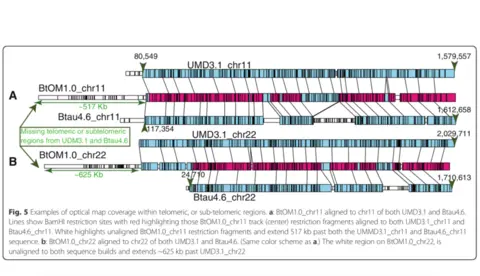 80,549
1,579,557
UMD3.1_chr11
BtOM1.0_chr11
A
~517 Kb
1,612,658
Btau4.6_chr11
117,354
Missing telomeric or subtelomeric
regions from UDM3.1 and Btau4.6
UMD3.1_chr22
2,029,711
B
BtOM1.0_chr22
~625 Kb
24,710
1,710,613
Btau4.6_chr22
Fig. 5 Examples of optical map coverage within telomeric, or sub-telomeric regions. a: BtOM1.0_chr11 aligned to chr11 of both UMD3.1 and Btau4.6.
Lines show BamHI restriction sites with red highlighting those BtOM1.0_chr11 track (center) restriction fragments aligned to both UMD3.1_chr11 and
Btau4.6_chr11. White highlights unaligned BtOM1.0_chr11 restriction fragments and extend 517 kb past both the UMMD3.1_chr11 and Btau4.6_chr11
sequence. b: BtOM1.0_chr22 aligned to chr22 of both UMD3.1 and Btau4.6. (Same color scheme as a.) The white region on BtOM1.0_chr22, is
unaligned to both sequence builds and extends ~625 kb past UMD3.1_chr22